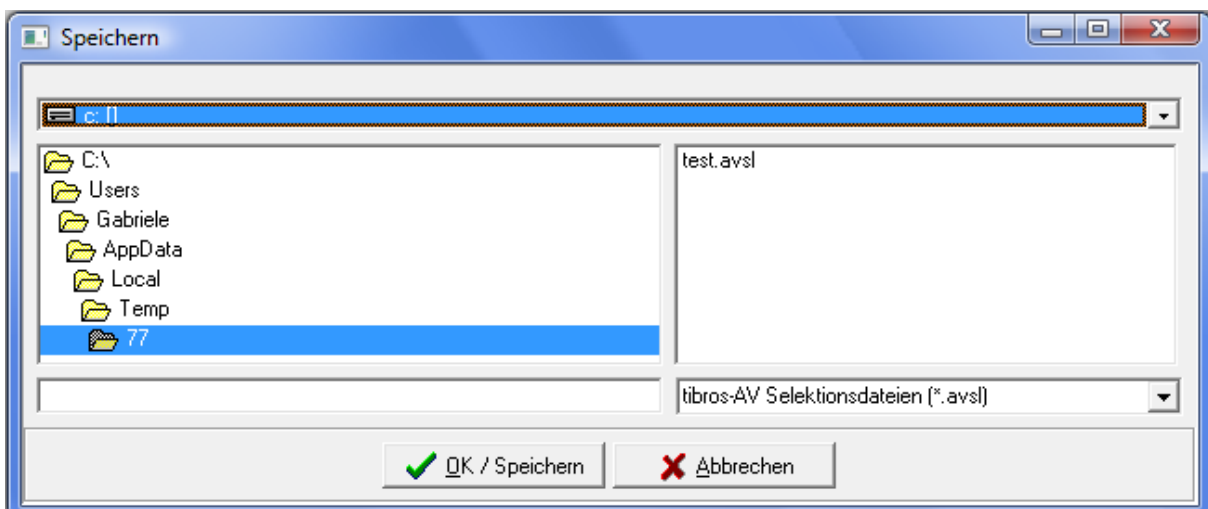 Speichern
c: []
C:\
Users
Gabriele
AppData
Local
Temp
77
test.avsl
tibros-AV Selektionsdateien (*.avsl)
OK / Speichern
Abbrechen